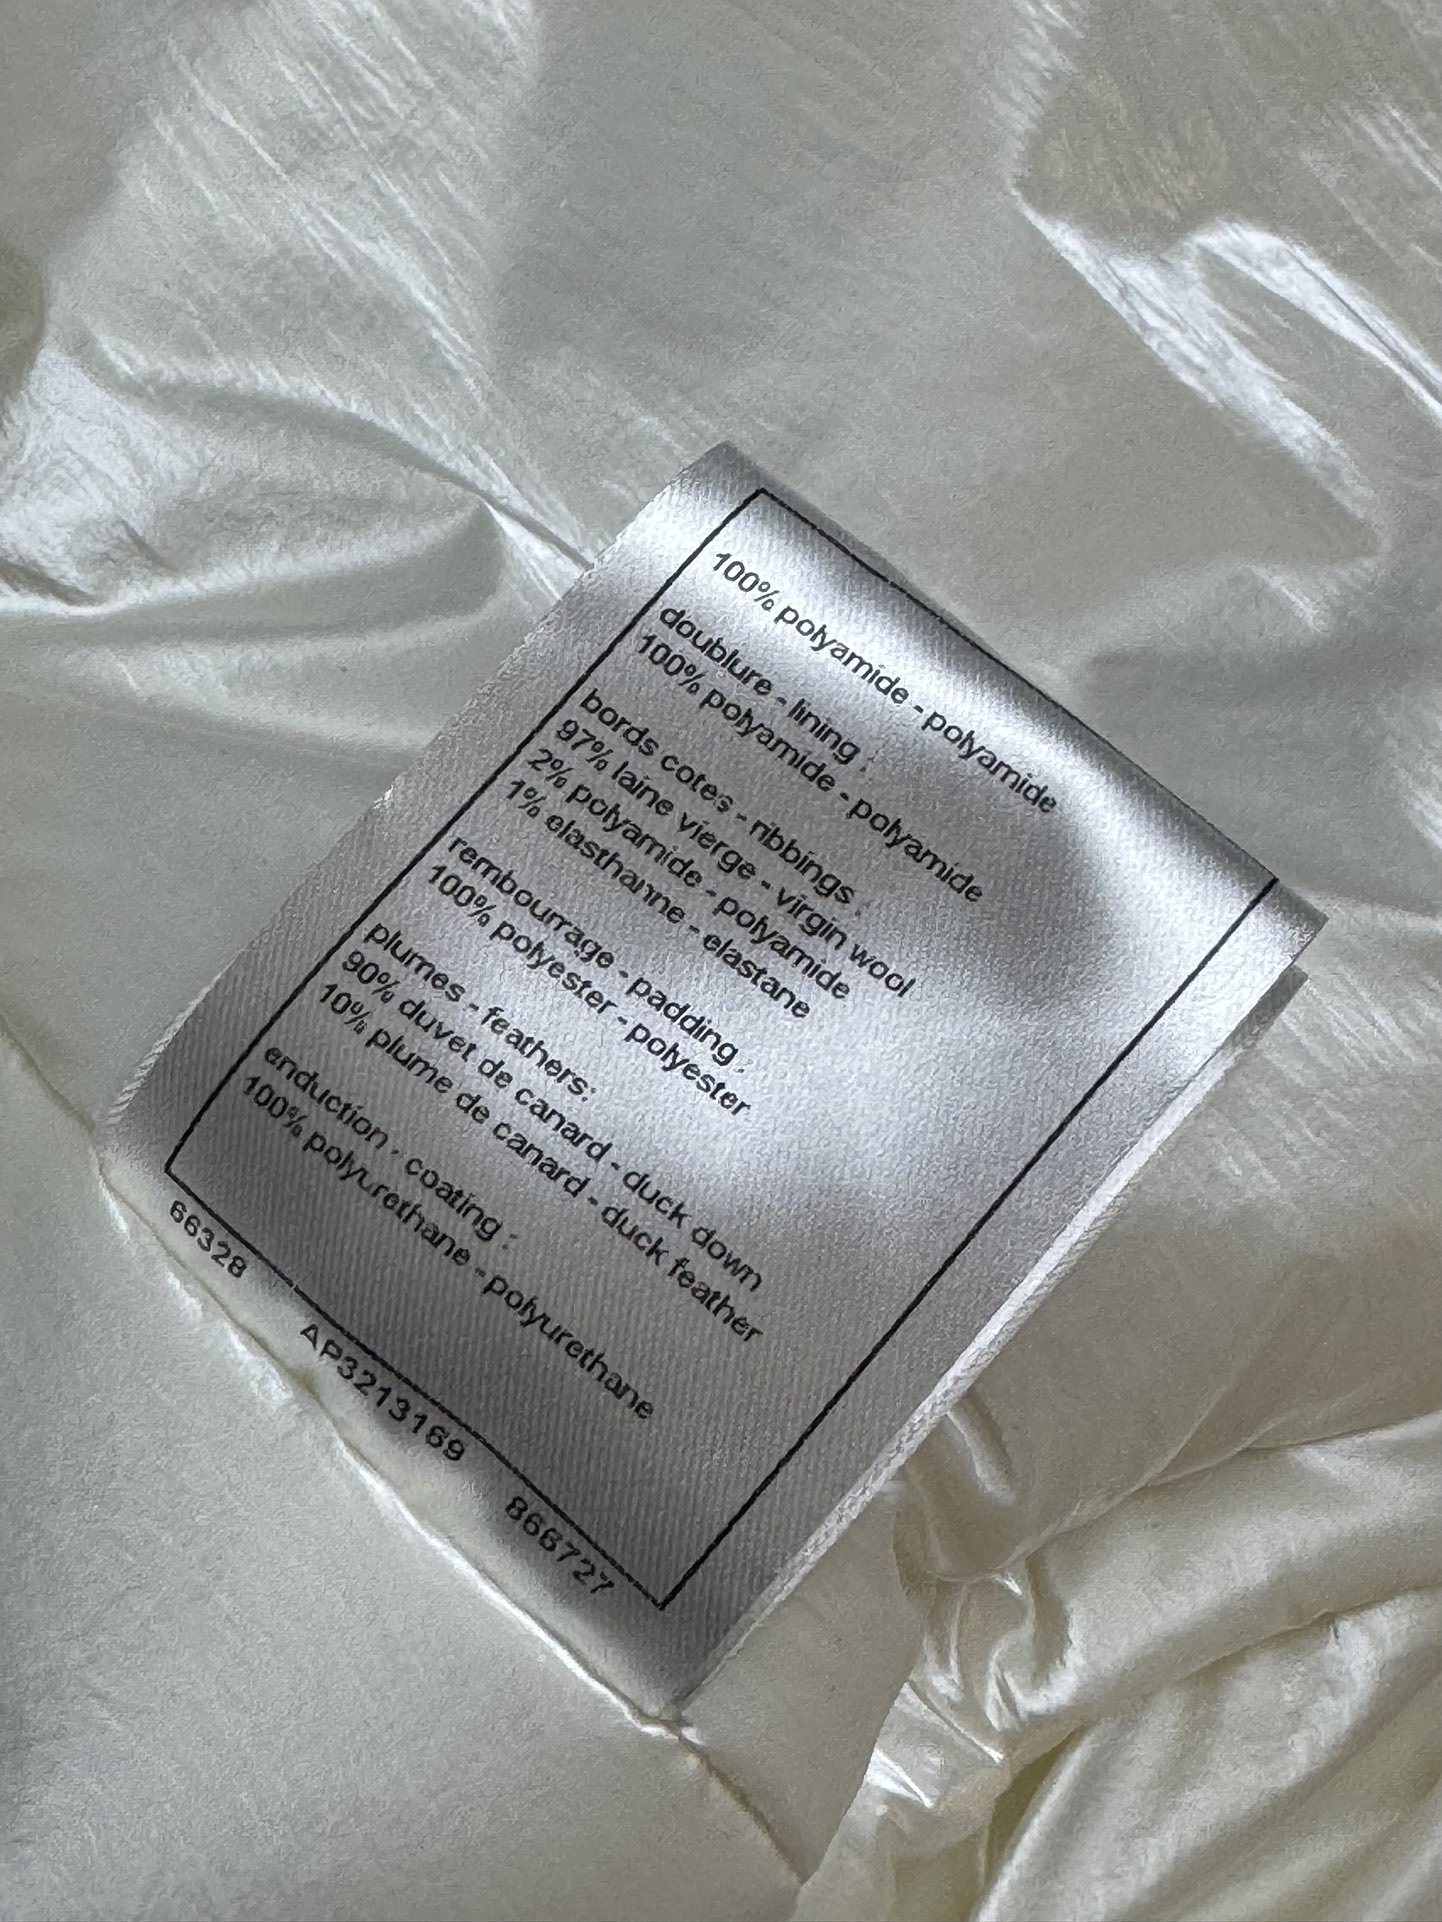 100% polyamide - polyamide
doublure - lining :
100% polyamide - polyamide
bords cotes - ribbings :
97% laine vierge - virgin wool
2% polyamide - polyamide
1% elasthanne - elastane
rembourrage - padding :
100% polyester - polyester
plumes - feathers:
90% duvet de canard - duck down
10% plume de canard - duck feather
enduction - coating :
100% polyurethane - polyurethane
66328 AP3213169